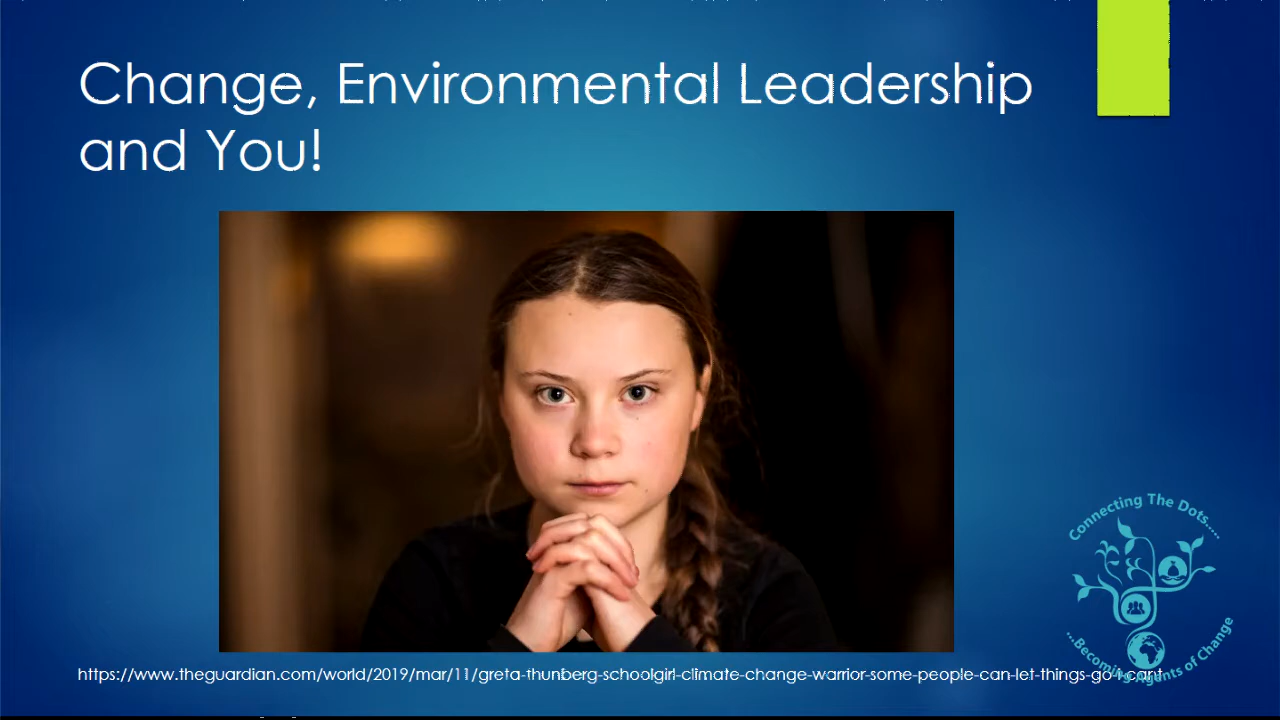 Change, Environmental Leadership
and You!
Connecting The Dots....
...Becoming Agents of Change
https://www.theguardian.com/world/2019/mar/11/greta-thunberg-schoolgirl-climate-change-warrior-some-people-can-let-things-go-i-cant